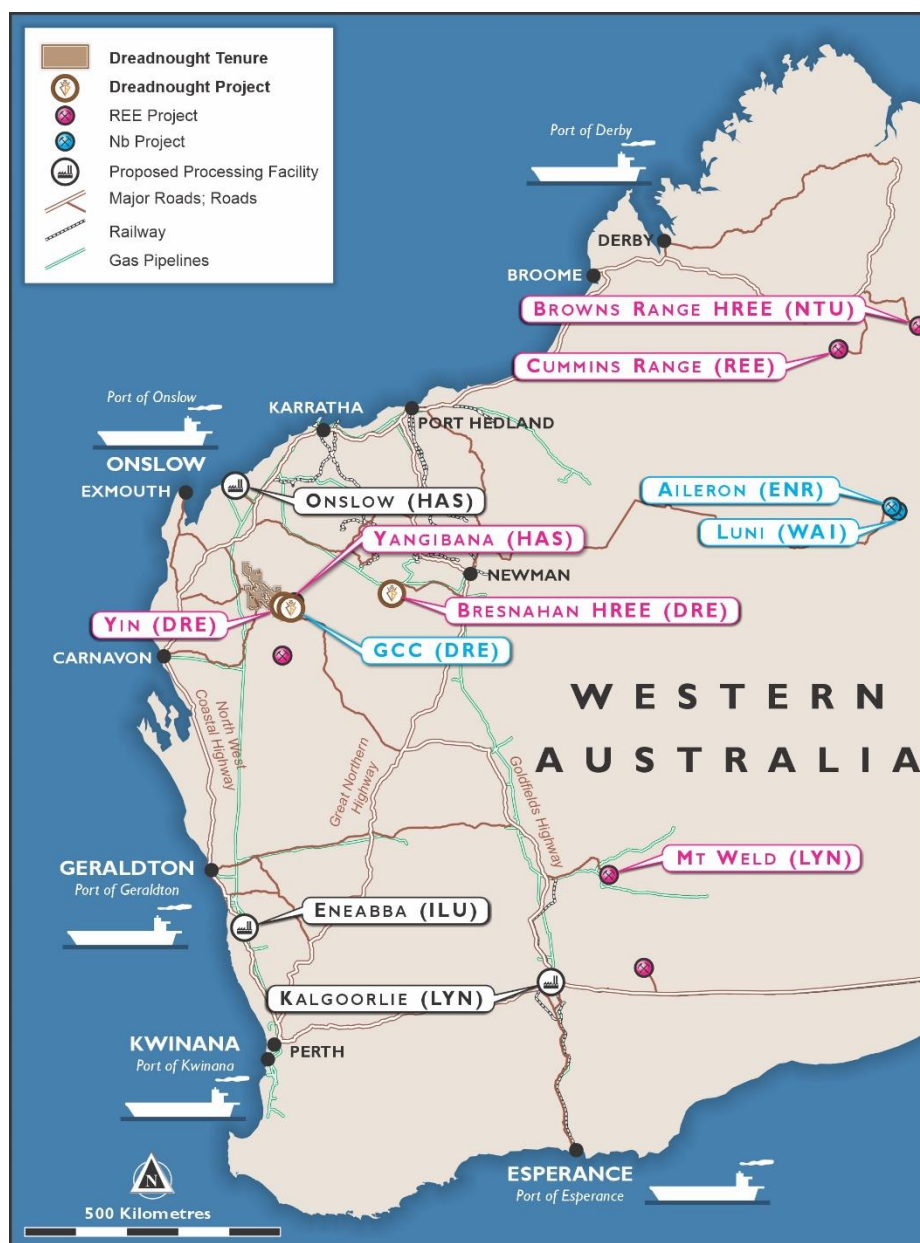 Dreadnought Tenure
Dreadnought Project
REE Project
Nb Project
Proposed Processing Facility
Major Roads; Roads
Railway
Gas Pipelines
Port of Derby
DERBY
BROOME
BROWNS RANGE HREE (NTU)
CUMMINS RANGE (REE)
Port of Onslow
KARRATHA
PORT HEDLAND
ONSLOW
EXMOUTH
ONSLOW (HAS)
AILERON (ENR)
LUNI (WAI)
YANGIBANA (HAS)
NEWMAN
YIN (DRE)
BRESNAHAN HREE (DRE)
GCC (DRE)
CARNAVON
WESTERN
AUSTRALIA
North West
Coastal Highway
Great Northern
Highway
Goldfields Highway
GERALDTON
Port of Geraldton
MT WELD (LYN)
ENEABBA (ILU)
KALGOORLIE (LYN)
KWINANA
PERTH
Port of Kwinana
ESPERANCE
Port of Esperance
N
500 Kilometres